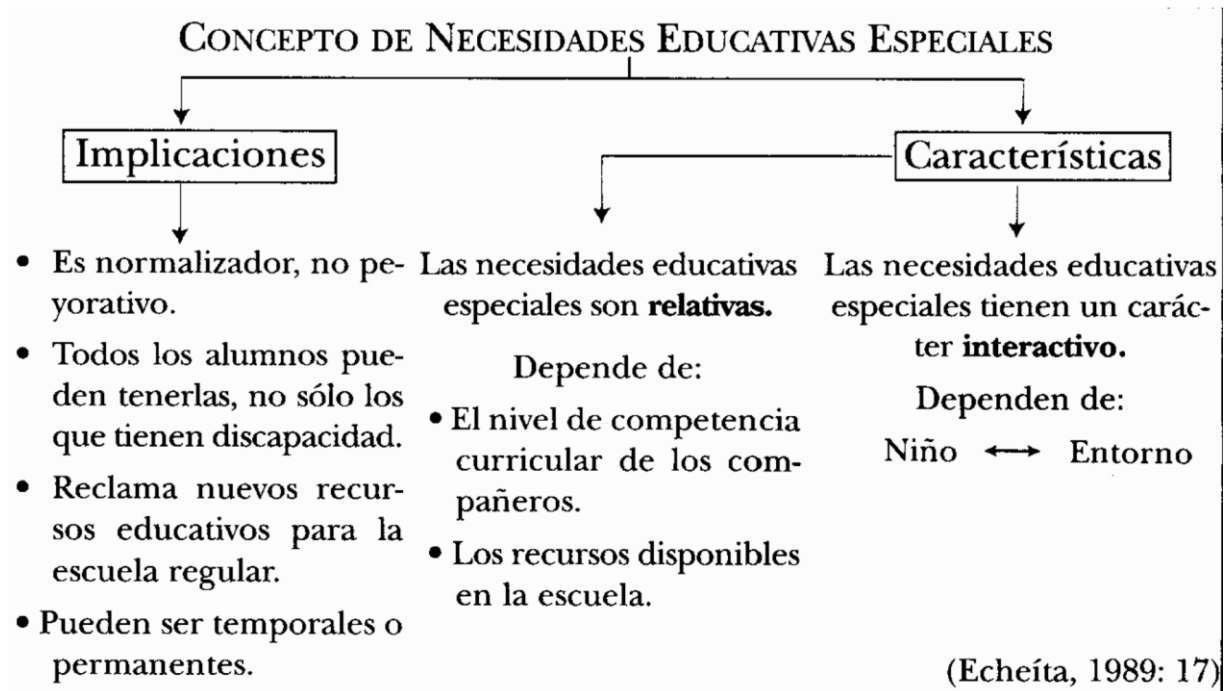 CONCEPTO DE NECESIDADES EDUCATIVAS ESPECIALES
Implicaciones
• Es normalizador, no pe-
yorativo.
• Todos los alumnos pue-
den tenerlas, no sólo los
que tienen discapacidad.
• Reclama nuevos recur-
sos educativos para la
escuela regular.
• Pueden ser temporales o
permanentes.
Características
Las necesidades educativas
especiales son relativas.
Depende de:
• El nivel de competencia
curricular de los com-
pañeros.
• Los recursos disponibles
en la escuela.
Las necesidades educativas
especiales tienen un carác-
ter interactivo.
Dependen de:
Niño ↔ Entorno
(Echeíta, 1989: 17)